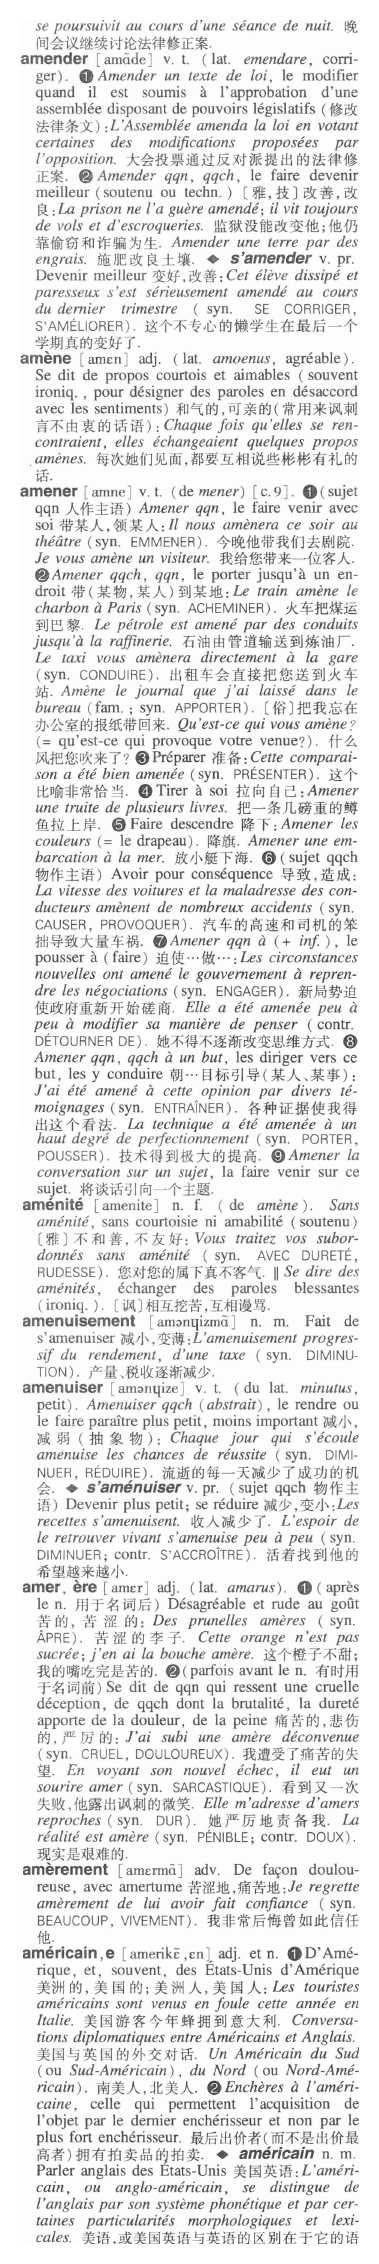 se poursuivit au cours d'une séance de nuit. 晚
间会议继续讨论法律修正案.
amender [amɑ̃de] v. t. (lat. emendare, corri-
ger). ❶ Amender un texte de loi, le modifier
quand il est soumis à l'approbation d'une
assemblée disposant de pouvoirs législatifs (修改
法律条文):L'Assemblée amenda la loi en votant
certaines des modifications proposées par
l'opposition. 大会投票通过反对派提出的法律修
正案. ❷ Amender qqn, qqch, le faire devenir
meilleur (soutenu ou techn.) 〔雅,技〕改善,改
良:La prison ne l'a guère amendé; il vit toujours
de vols et d'escroqueries. 监狱没能改变他;他仍
靠偷窃和诈骗为生. Amender une terre par des
engrais. 施肥改良土壤. ◆ s'amender v. pr.
Devenir meilleur 变好,改善:Cet élève dissipé et
paresseux s'est sérieusement amendé au cours
du dernier trimestre ( syn. SE CORRIGER,
S'AMÉLIORER). 这个不专心的懒学生在最后一个
学期真的变好了.
amène [amɛn] adj. (lat. amoenus, agréable).
Se dit de propos courtois et aimables (souvent
ironiq. , pour désigner des paroles en désaccord
avec les sentiments) 和气的,可亲的(常用来讽刺
言不由衷的话语):Chaque fois qu'elles se ren-
contraient, elles échangeaient quelques propos
amènes. 每次她们见面,都要互相说些彬彬有礼的
话.
amener [amne] v. t. (de mener) [c. 9]. ❶(sujet
qqn 人作主语) Amener qqn, le faire venir avec
soi 带某人,领某人:Il nous amènera ce soir au
théâtre (syn. EMMENER). 今晚他带我们去剧院.
Je vous amène un visiteur. 我给您带来一位客人.
❷Amener qqch, qqn, le porter jusqu'à un en-
droit 带(某物,某人)到某地:Le train amène le
charbon à Paris (syn. ACHEMINER). 火车把煤运
到巴黎. Le pétrole est amené par des conduits
jusqu'à la raffinerie. 石油由管道输送到炼油厂.
Le taxi vous amènera directement à la gare
(syn. CONDUIRE). 出租车会直接把您送到火车
站. Amène le journal que j'ai laissé dans le
bureau (fam. ; syn. APPORTER). 〔俗〕把我忘在
办公室的报纸带回来. Qu'est-ce qui vous amène?
(= qu'est-ce qui provoque votre venue?). 什么
风把您吹来了? ❸Préparer 准备:Cette comparai-
son a été bien amenée (syn. PRÉSENTER). 这个
比喻非常恰当. ❹ Tirer à soi 拉向自己:Amener
une truite de plusieurs livres. 把一条几磅重的鳟
鱼拉上岸. ❺ Faire descendre 降下:Amener les
couleurs (= le drapeau). 降旗. Amener une em-
barcation à la mer. 放小艇下海. ❻(sujet qqch
物作主语) Avoir pour conséquence 导致,造成:
La vitesse des voitures et la maladresse des con-
ducteurs amènent de nombreux accidents (syn.
CAUSER, PROVOQUER). 汽车的高速和司机的笨
拙导致大量车祸. ❼Amener qqn à (+ inf. ), le
pousser à (faire) 迫使…做…:Les circonstances
nouvelles ont amené le gouvernement à repren-
dre les négociations (syn. ENGAGER). 新局势迫
使政府重新开始磋商. Elle a été amenée peu à
peu à modifier sa manière de penser (contr.
DÉTOURNER DE). 她不得不逐渐改变思维方式. ❽
Amener qqn, qqch à un but, les diriger vers ce
but, les y conduire 朝…目标引导(某人、某事):
J'ai été amené à cette opinion par divers té-
moignages (syn. ENTRAÎNER). 各种证据使我得
出这个看法. La technique a été amenée à un
haut degré de perfectionnement (syn. PORTER,
POUSSER). 技术得到极大的提高. ❾Amener la
conversation sur un sujet, la faire venir sur ce
sujet. 将谈话引向一个主题.
aménité [amenite] n. f. ( de amène ). Sans
aménité, sans courtoisie ni amabilité (soutenu)
〔雅〕不和善,不友好:Vous traitez vos subor-
donnés sans aménité ( syn. AVEC DURETÉ,
RUDESSE). 您对您的属下真不客气. ‖ Se dire des
aménités, échanger des paroles blessantes
(ironiq. ). 〔讽〕相互挖苦,互相谩骂.
amenuisement [amənɥizmɑ̃] n. m. Fait de
s'amenuiser 减小,变薄:L'amenuisement progres-
sif du rendement, d'une taxe ( syn. DIMINU-
TION). 产量、税收逐渐减少.
amenuiser [amənɥize] v. t. ( du lat. minutus,
petit). Amenuiser qqch (abstrait), le rendre ou
le faire paraître plus petit, moins important 减小,
减弱(抽象物): Chaque jour qui s'écoule
amenuise les chances de réussite ( syn. DIMI-
NUER, RÉDUIRE). 流逝的每一天减少了成功的机
会. ◆ s'aménuiser v. pr. (sujet qqch 物作主
语) Devenir plus petit; se réduire 减少,变小:Les
recettes s'amenuisent. 收入减少了. L'espoir de
le retrouver vivant s'amenuise peu à peu (syn.
DIMINUER; contr. S'ACCROÎTRE). 活着找到他的
希望越来越小.
amer, ère [amɛr] adj. (lat. amarus). ❶(après
le n. 用于名词后) Désagréable et rude au goût
苦的,苦涩的: Des prunelles amères ( syn.
ÂPRE). 苦涩的李子. Cette orange n'est pas
sucrée; j'en ai la bouche amère. 这个橙子不甜;
我的嘴吃完是苦的. ❷(parfois avant le n. 有时用
于名词前) Se dit de qqn qui ressent une cruelle
déception, de qqch dont la brutalité, la dureté
apporte de la douleur, de la peine 痛苦的,悲伤
的,严厉的: J'ai subi une amère déconvenue
(syn. CRUEL, DOULOUREUX). 我遭受了痛苦的失
望. En voyant son nouvel échec, il eut un
sourire amer (syn. SARCASTIQUE). 看到又一次
失败,他露出讽刺的微笑. Elle m'adresse d'amers
reproches (syn. DUR). 她严厉地责备我. La
réalité est amère (syn. PÉNIBLE; contr. DOUX).
现实是艰难的.
amèrement [amɛrmɑ̃] adv. De façon doulou-
reuse, avec amertume 苦涩地,痛苦地:Je regrette
amèrement de lui avoir fait confiance ( syn.
BEAUCOUP, VIVEMENT). 我非常后悔曾如此信任
他.
américain, e [amerikɛ̃, ɛn] adj. et n. ❶D'Amé-
rique, et, souvent, des États-Unis d'Amérique
美洲的,美国的;美洲人,美国人: Les touristes
américains sont venus en foule cette année en
Italie. 美国游客今年蜂拥到意大利. Conversa-
tions diplomatiques entre Américains et Anglais.
美国与英国的外交对话. Un Américain du Sud
(ou Sud-Américain), du Nord (ou Nord-Amé-
ricain). 南美人,北美人. ❷Enchères à l'améri-
caine, celle qui permettent l'acquisition de
l'objet par le dernier enchérisseur et non par le
plus fort enchérisseur. 最后出价者(而不是出价最
高者)拥有拍卖品的拍卖. ◆ américain n. m.
Parler anglais des États-Unis 美国英语:L'améri-
cain, ou anglo-américain, se distingue de
l'anglais par son système phonétique et par cer-
taines particularités morphologiques et lexi-
cales. 美语,或美国英语与英语的区别在于它的语